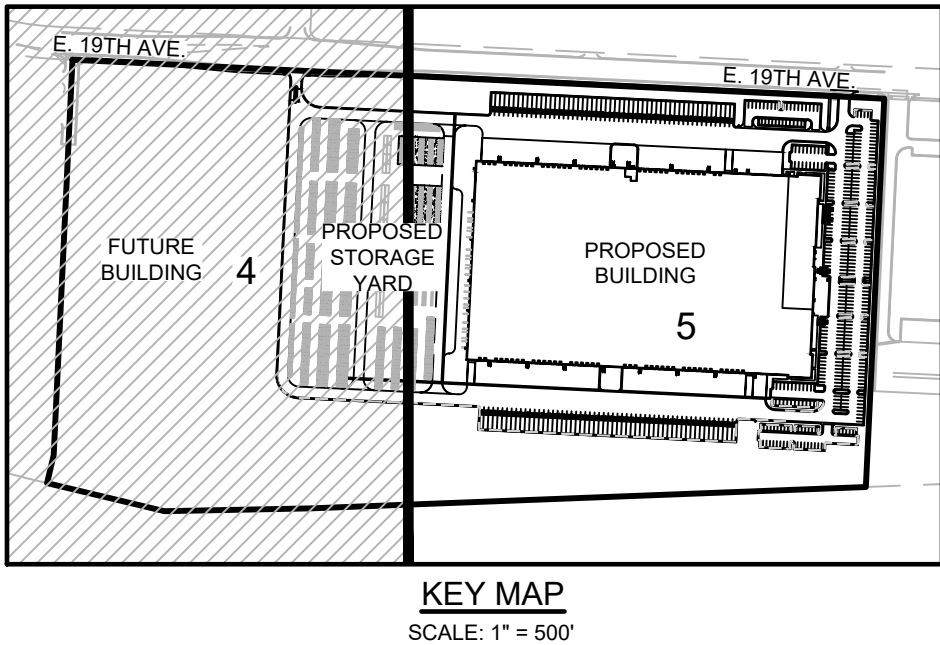 E. 19TH AVE.
E. 19TH AVE.
FUTURE
BUILDING
4
PROPOSED
STORAGE
YARD
PROPOSED
BUILDING
5
KEY MAP
SCALE: 1" = 500'